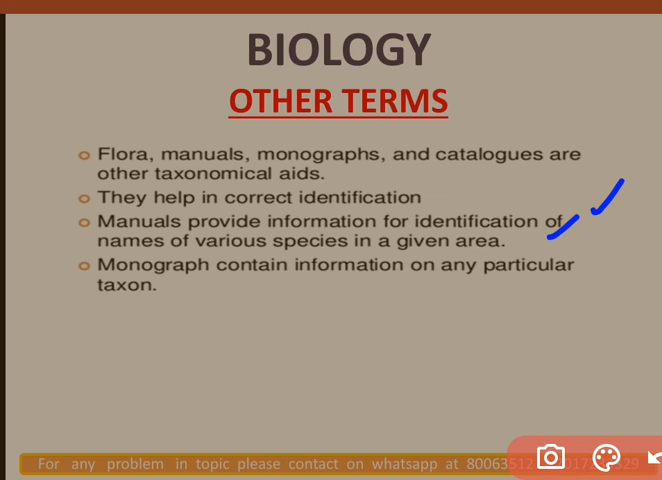 BIOLOGY
OTHER TERMS
Flora, manuals, monographs, and catalogues are
other taxonomical aids.
They help in correct identification
Manuals provide information for identification of
names of various species in a given area.
Monograph contain information on any particular
taxon.
For any problem in topic please contact on whatsapp at